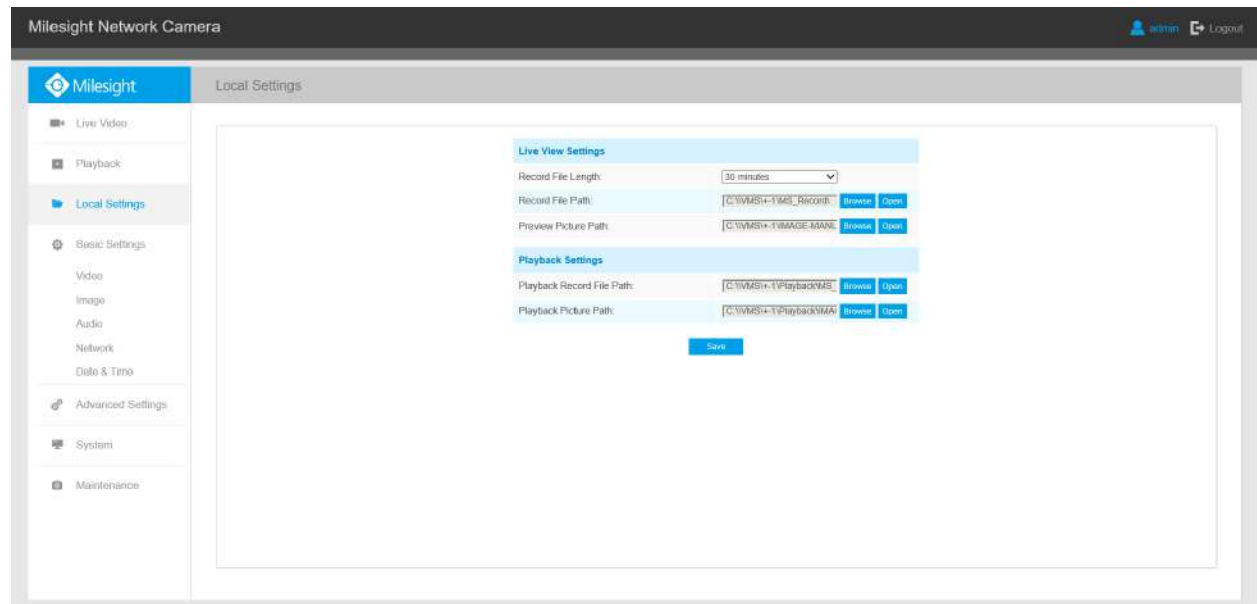 Milesight Network Camera
admin Logout
Milesight
Local Settings
Live Video
Playback
Local Settings
Basic Settings
Video
Image
Audio
Network
Date & Time
Advanced Settings
System
Maintenance
Live View Settings
Record File Length: 30 minutes
Record File Path: Browse Open
Preview Picture Path: Browse Open
Playback Settings
Playback Record File Path: Browse Open
Playback Picture Path: Browse Open
Save